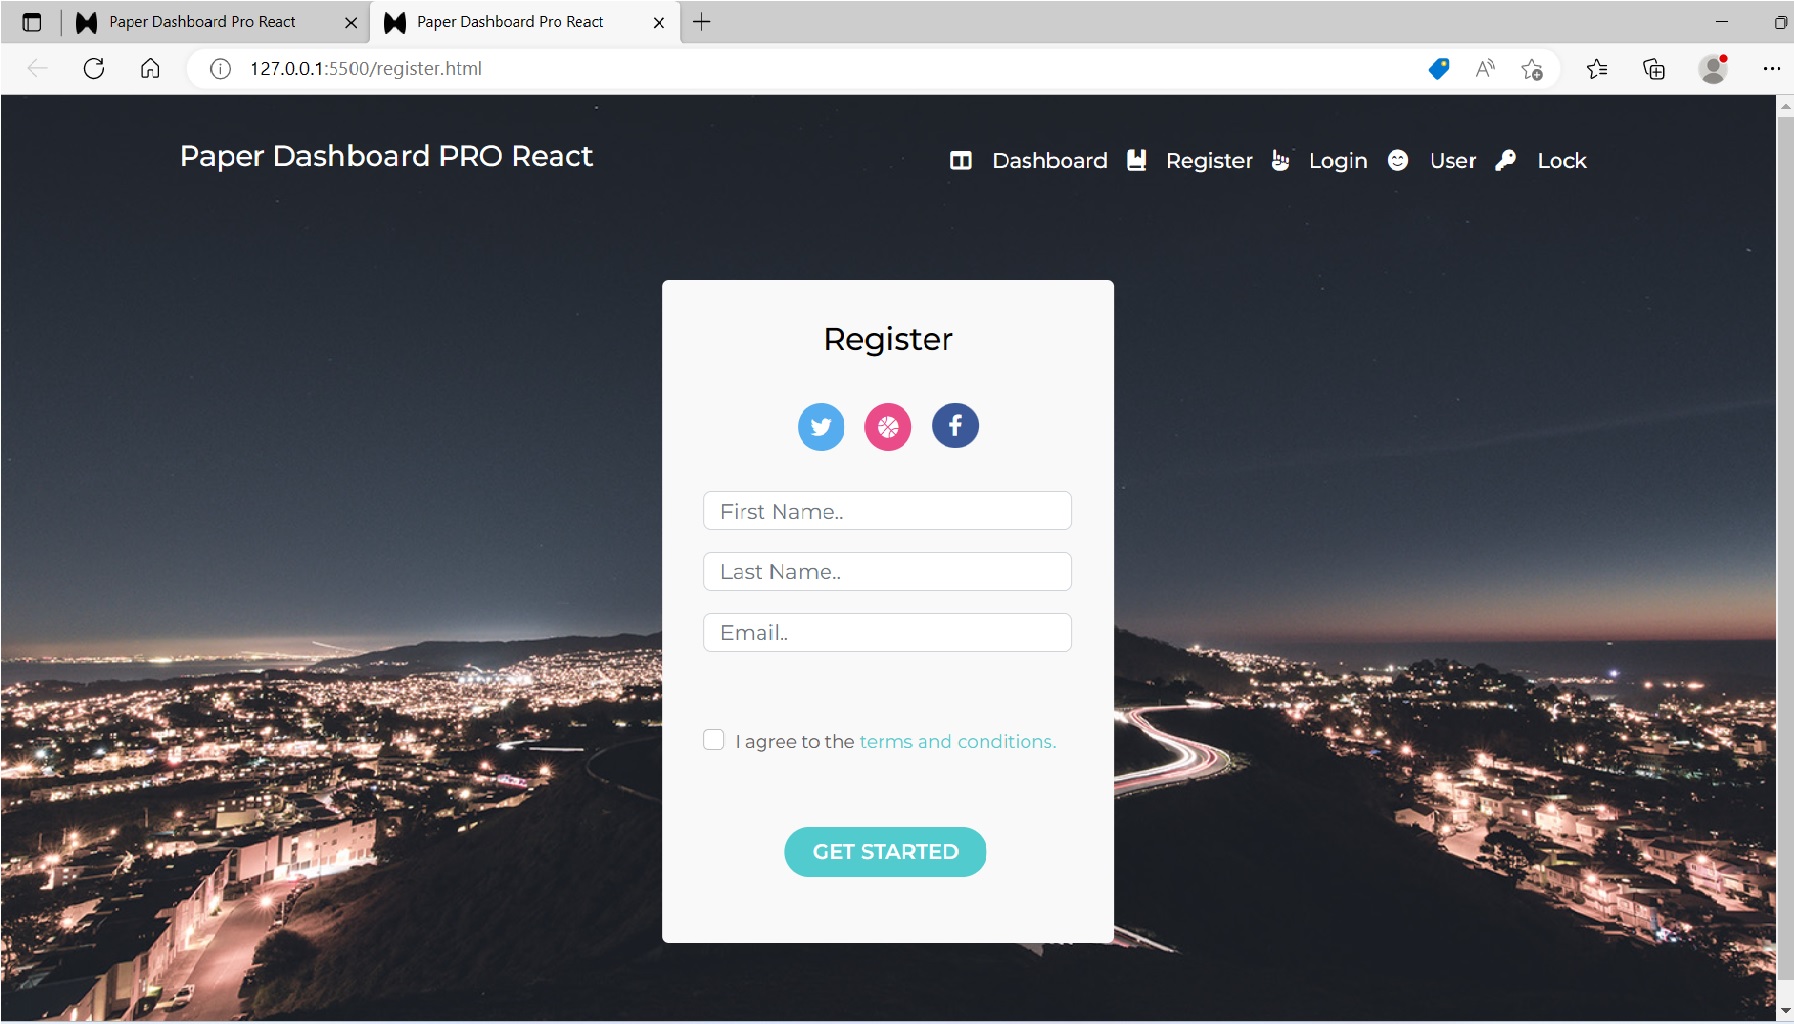 Paper Dashboard Pro React
Paper Dashboard Pro React
127.0.0.1:5500/register.html
Paper Dashboard PRO React
Dashboard Register Login User Lock
Register
First Name..
Last Name..
Email..
I agree to the terms and conditions.
GET STARTED